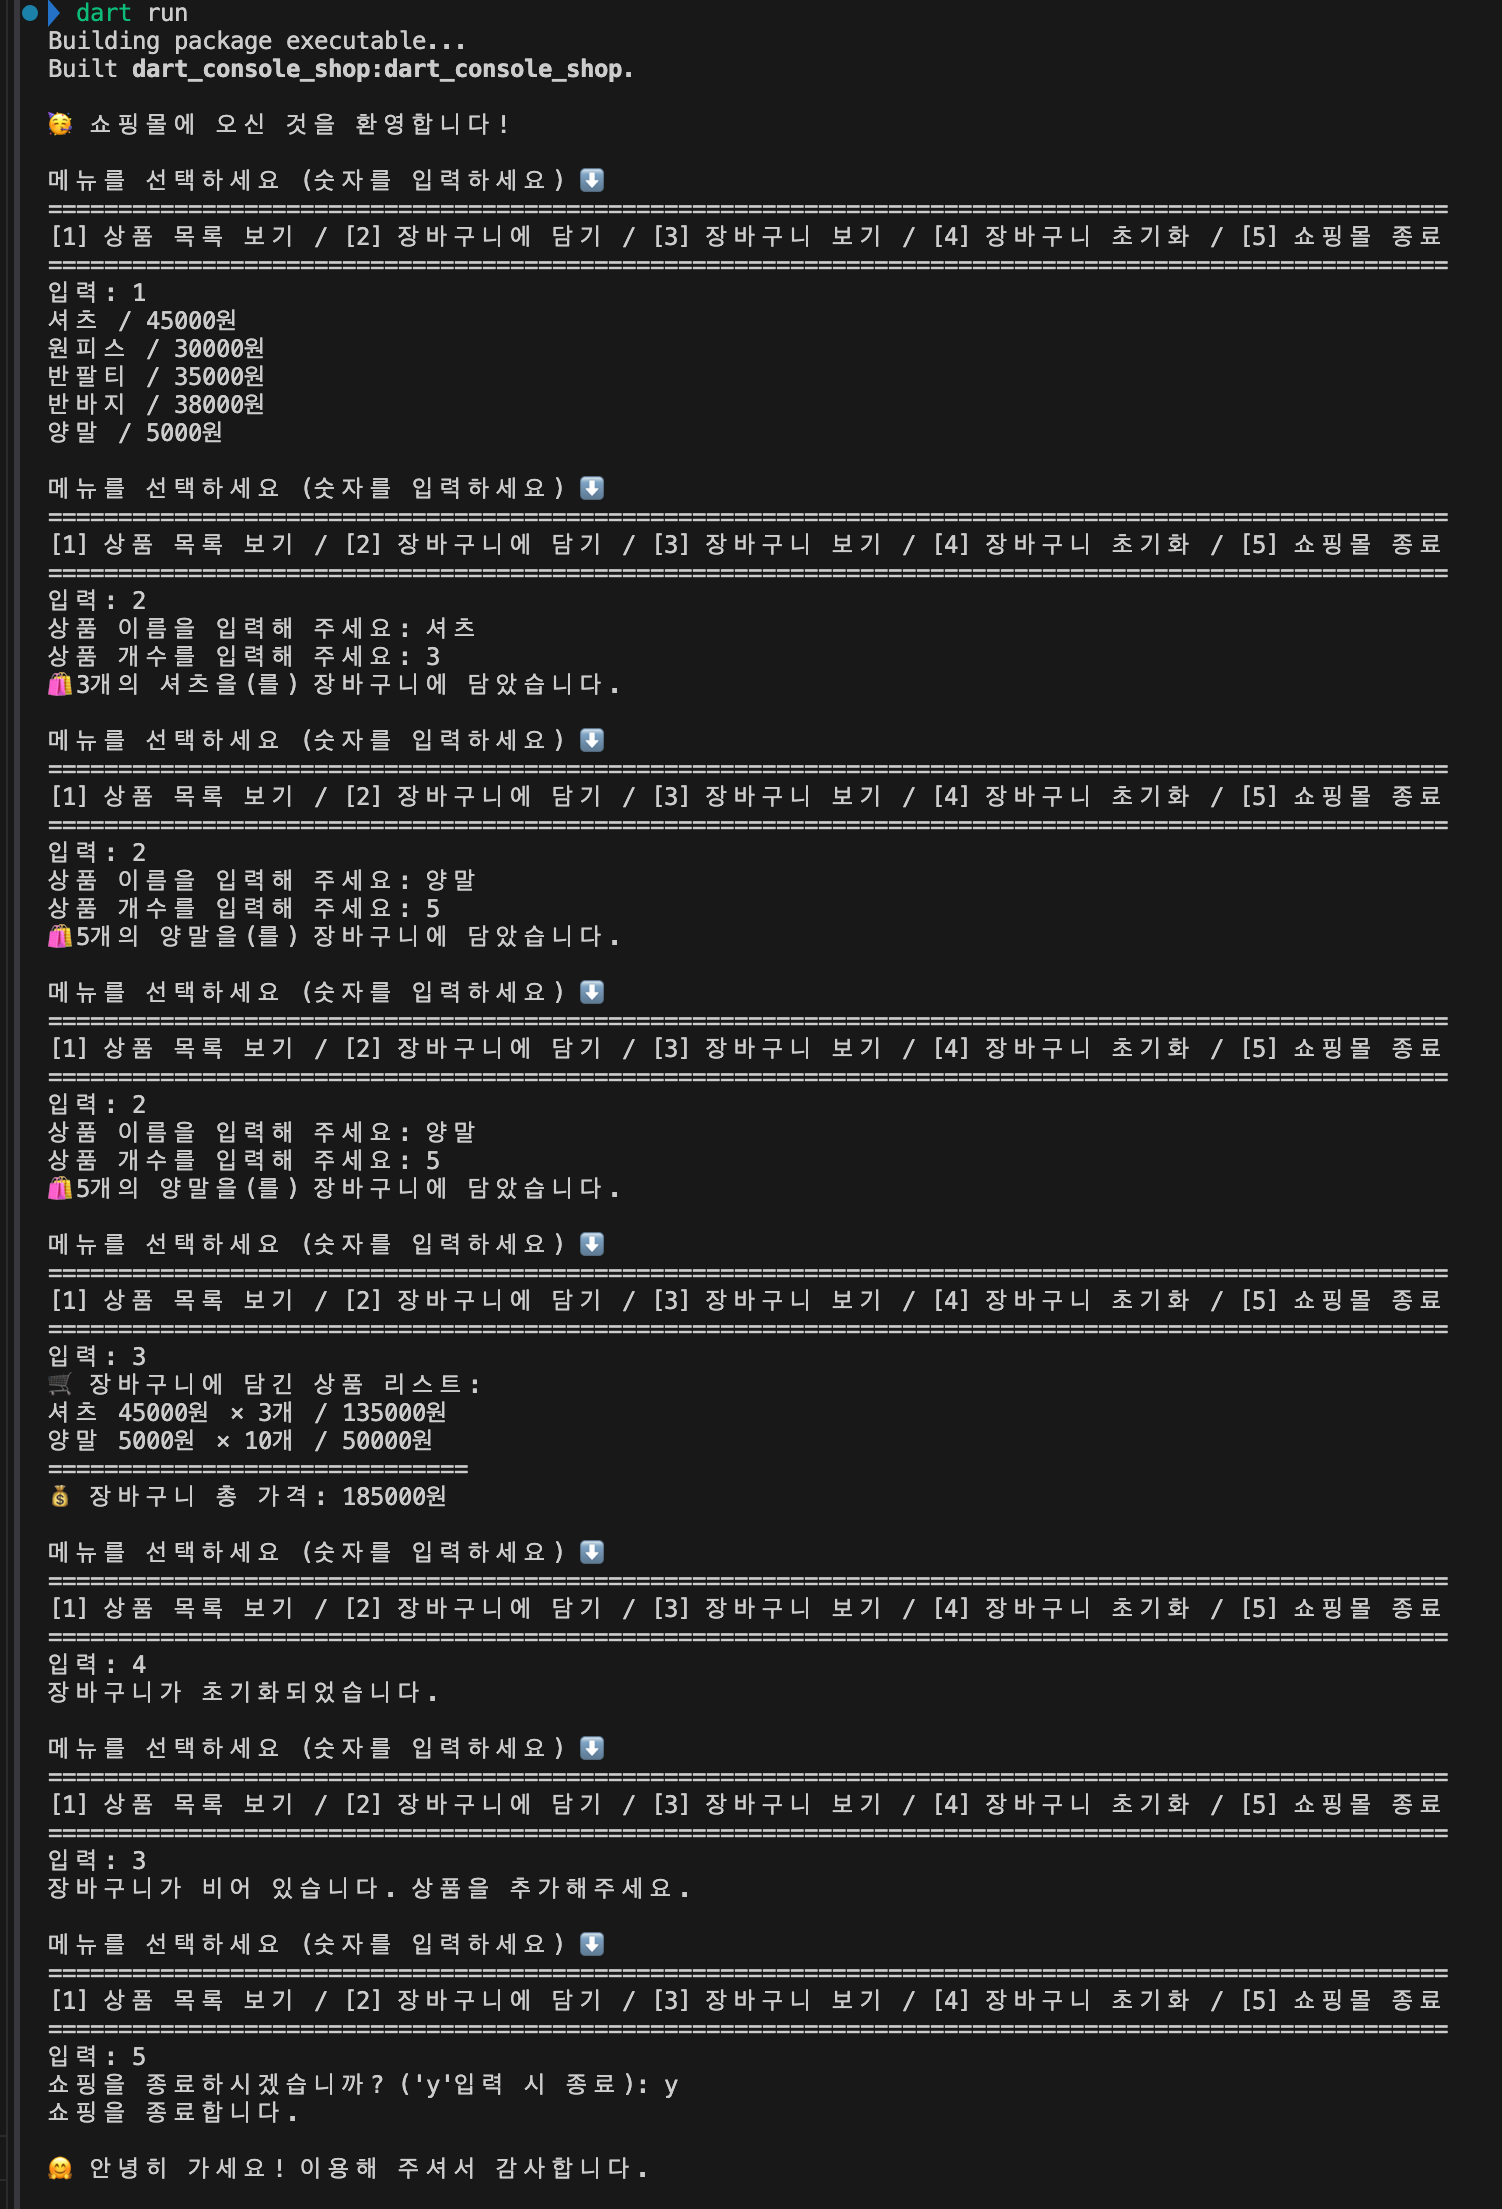 dart run
Building package executable...
Built dart_console_shop:dart_console_shop.
🥳 쇼핑몰에 오신 것을 환영합니다!
메뉴를 선택하세요 (숫자를 입력하세요) ⬇️
====================================================================================================
[1] 상품 목록 보기 / [2] 장바구니에 담기 / [3] 장바구니 보기 / [4] 장바구니 초기화 / [5] 쇼핑몰 종료
====================================================================================================
입력: 1
셔츠 / 45000원
원피스 / 30000원
반팔티 / 35000원
반바지 / 38000원
양말 / 5000원
메뉴를 선택하세요 (숫자를 입력하세요) ⬇️
====================================================================================================
[1] 상품 목록 보기 / [2] 장바구니에 담기 / [3] 장바구니 보기 / [4] 장바구니 초기화 / [5] 쇼핑몰 종료
====================================================================================================
입력: 2
상품 이름을 입력해 주세요: 셔츠
상품 개수를 입력해 주세요: 3
🛍️3개의 셔츠을(를) 장바구니에 담았습니다.
메뉴를 선택하세요 (숫자를 입력하세요) ⬇️
====================================================================================================
[1] 상품 목록 보기 / [2] 장바구니에 담기 / [3] 장바구니 보기 / [4] 장바구니 초기화 / [5] 쇼핑몰 종료
====================================================================================================
입력: 2
상품 이름을 입력해 주세요: 양말
상품 개수를 입력해 주세요: 5
🛍️5개의 양말을(를) 장바구니에 담았습니다.
메뉴를 선택하세요 (숫자를 입력하세요) ⬇️
====================================================================================================
[1] 상품 목록 보기 / [2] 장바구니에 담기 / [3] 장바구니 보기 / [4] 장바구니 초기화 / [5] 쇼핑몰 종료
====================================================================================================
입력: 2
상품 이름을 입력해 주세요: 양말
상품 개수를 입력해 주세요: 5
🛍️5개의 양말을(를) 장바구니에 담았습니다.
메뉴를 선택하세요 (숫자를 입력하세요) ⬇️
====================================================================================================
[1] 상품 목록 보기 / [2] 장바구니에 담기 / [3] 장바구니 보기 / [4] 장바구니 초기화 / [5] 쇼핑몰 종료
====================================================================================================
입력: 3
🛒 장바구니에 담긴 상품 리스트:
셔츠 45000원 × 3개 / 135000원
양말 5000원 × 10개 / 50000원
==============================
💰 장바구니 총 가격: 185000원
메뉴를 선택하세요 (숫자를 입력하세요) ⬇️
====================================================================================================
[1] 상품 목록 보기 / [2] 장바구니에 담기 / [3] 장바구니 보기 / [4] 장바구니 초기화 / [5] 쇼핑몰 종료
====================================================================================================
입력: 4
장바구니가 초기화되었습니다.
메뉴를 선택하세요 (숫자를 입력하세요) ⬇️
====================================================================================================
[1] 상품 목록 보기 / [2] 장바구니에 담기 / [3] 장바구니 보기 / [4] 장바구니 초기화 / [5] 쇼핑몰 종료
====================================================================================================
입력: 3
장바구니가 비어 있습니다. 상품을 추가해주세요.
메뉴를 선택하세요 (숫자를 입력하세요) ⬇️
====================================================================================================
[1] 상품 목록 보기 / [2] 장바구니에 담기 / [3] 장바구니 보기 / [4] 장바구니 초기화 / [5] 쇼핑몰 종료
====================================================================================================
입력: 5
쇼핑을 종료하시겠습니까? ('y'입력 시 종료): y
쇼핑을 종료합니다.
🤗 안녕히 가세요! 이용해 주셔서 감사합니다.